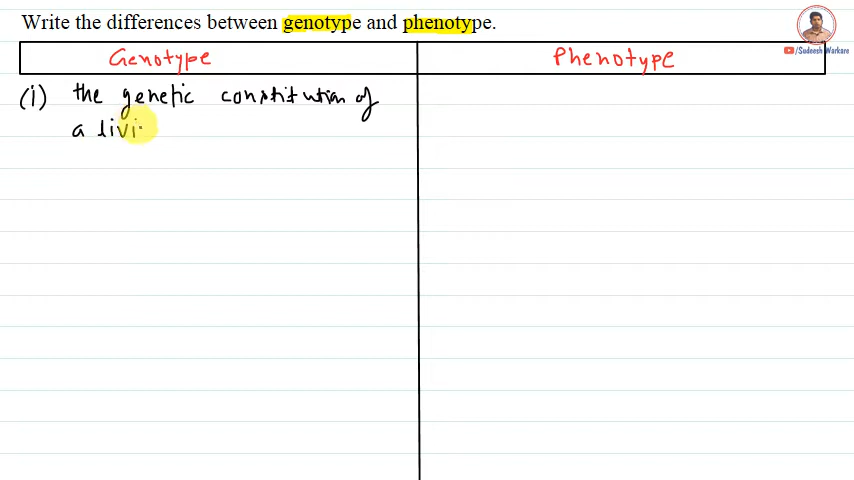 Write the differences between genotype and phenotype.
/Sudeesh Warkare
Genotype Phenotype
(i) the genetic constitution of
a livi